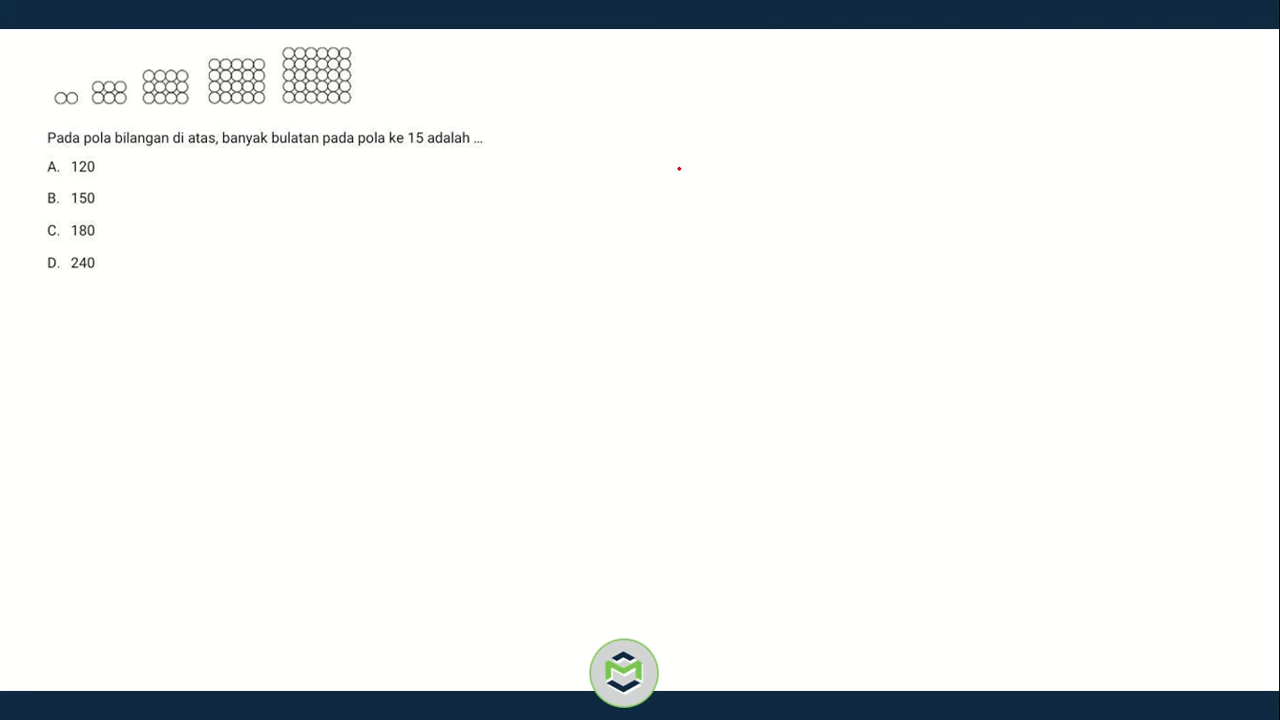 Pada pola bilangan di atas, banyak bulatan pada pola ke 15 adalah ...
A. 120
B. 150
C. 180
D. 240